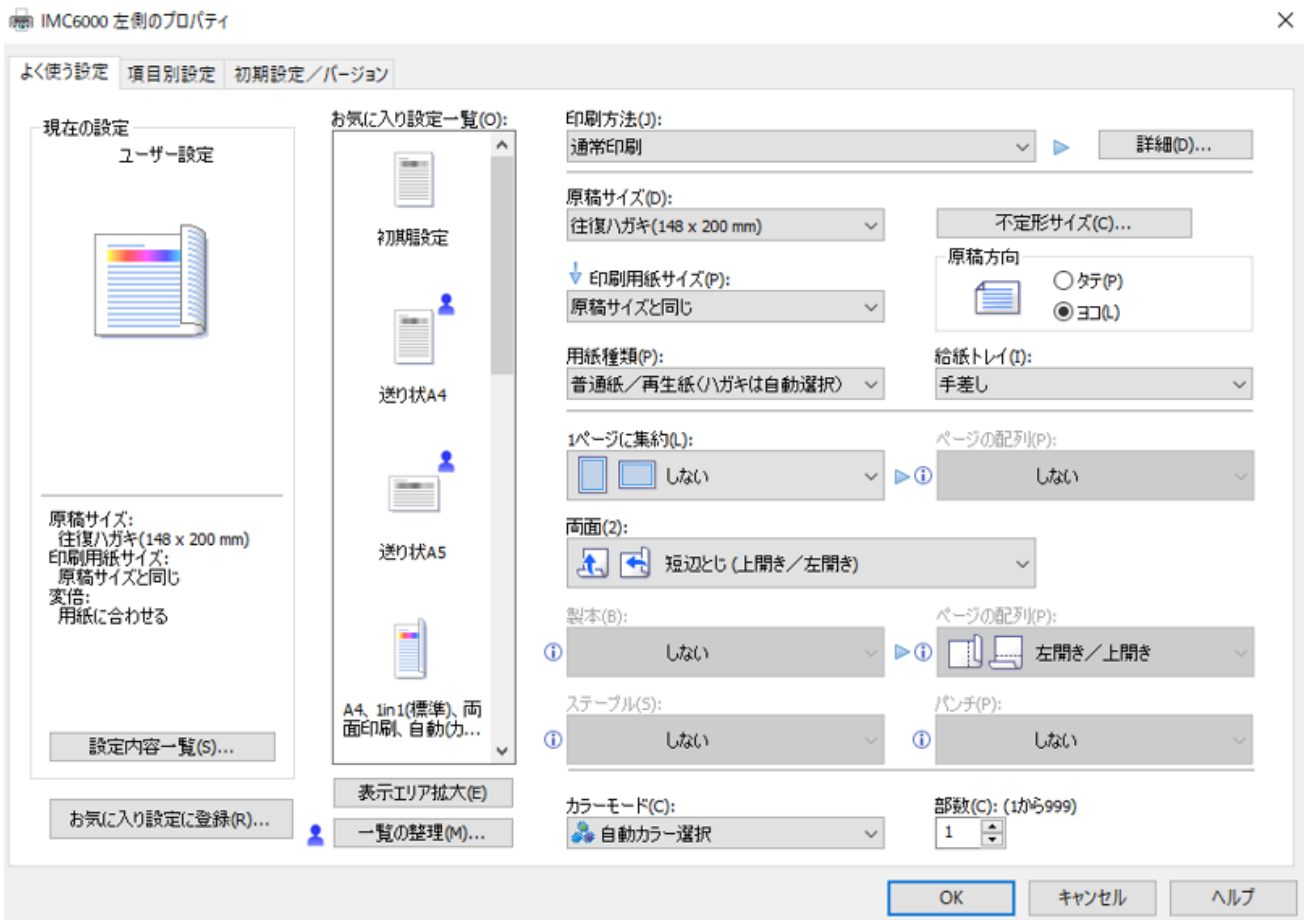 IMC6000 左側のプロパティ
よく使う設定 項目別設定 初期設定／バージョン
現在の設定
ユーザー設定
原稿サイズ:
往復ハガキ(148 x 200 mm)
印刷用紙サイズ:
原稿サイズと同じ
変倍:
用紙に合わせる
設定内容一覧(S)...
お気に入り設定に登録(R)...
お気に入り設定一覧(O):
初期設定
送り状A4
送り状A5
A4、1in1(標準)、両
面印刷、自動(カ...
表示エリア拡大(E)
一覧の整理(M)...
印刷方法(J):
通常印刷
詳細(D)...
原稿サイズ(D):
往復ハガキ(148 x 200 mm)
不定形サイズ(C)...
印刷用紙サイズ(P):
原稿サイズと同じ
原稿方向
タテ(P)
ヨコ(L)
用紙種類(P):
普通紙／再生紙(ハガキは自動選択)
給紙トレイ(I):
手差し
1ページに集約(L):
しない
ページの配列(P):
しない
両面(2):
短辺とじ (上開き／左開き)
製本(B):
しない
ページの配列(P):
左開き／上開き
ステープル(S):
しない
パンチ(P):
しない
カラーモード(C):
自動カラー選択
部数(C): (1から999)
1
OK キャンセル ヘルプ